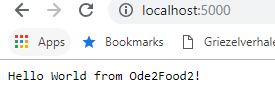 localhost:5000
Apps
Bookmarks
Griezelverhale
Hello World from Ode2Food2!